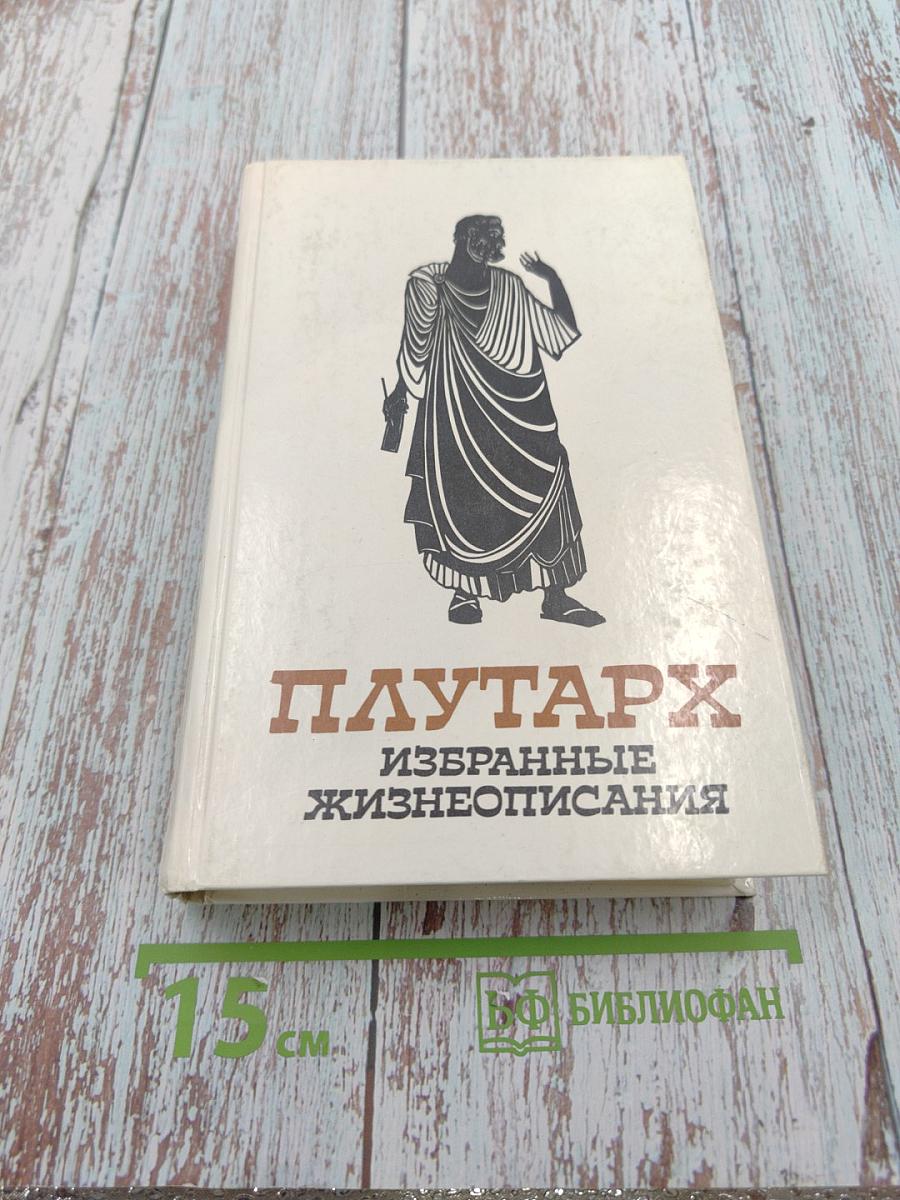 ПЛУТАРХ
ИЗБРАННЫЕ
ЖИЗНЕОПИСАНИЯ
15 см
БФ БИБЛИОФАН